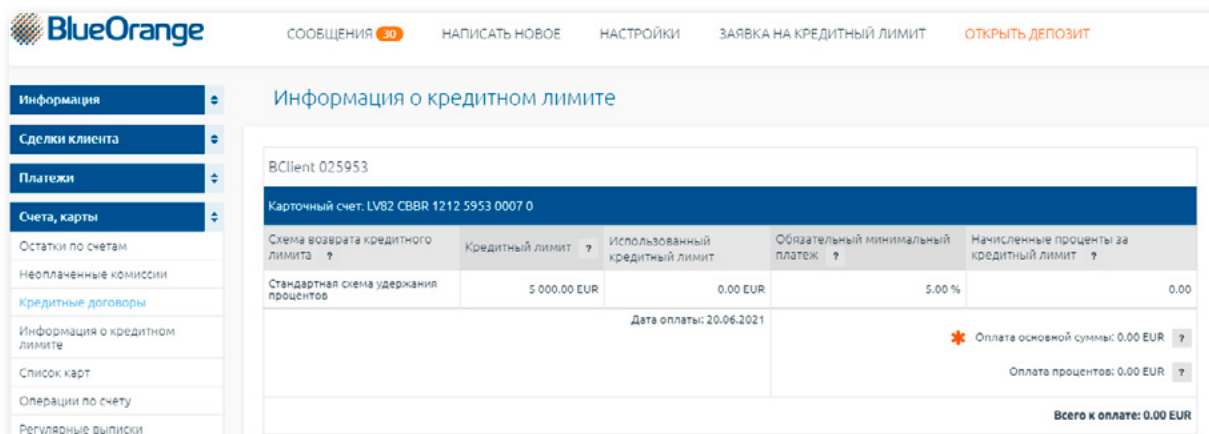 BlueOrange
СООБЩЕНИЯ 30 НАПИСАТЬ НОВОЕ НАСТРОЙКИ ЗАЯВКА НА КРЕДИТНЫЙ ЛИМИТ ОТКРЫТЬ ДЕПОЗИТ
Информация
Сделки клиента
Платежи
Счета, карты
Остатки по счетам
Неоплаченные комиссии
Кредитные договоры
Информация о кредитном
лимите
Список карт
Операции по счету
Регулярные выписки
Информация о кредитном лимите
BClient 025953
Карточный счет: LV82 CBBR 1212 5953 0007 0
Схема возврата кредитного
лимита ?
Кредитный лимит ?
Использованный
кредитный лимит
Обязательный минимальный
платеж ?
Начисленные проценты за
кредитный лимит ?
Стандартная схема удержания
процентов
5 000.00 EUR
0.00 EUR
5.00 %
0.00
Дата оплаты: 20.06.2021
Оплата основной суммы: 0.00 EUR ?
Оплата процентов: 0.00 EUR ?
Всего к оплате: 0.00 EUR